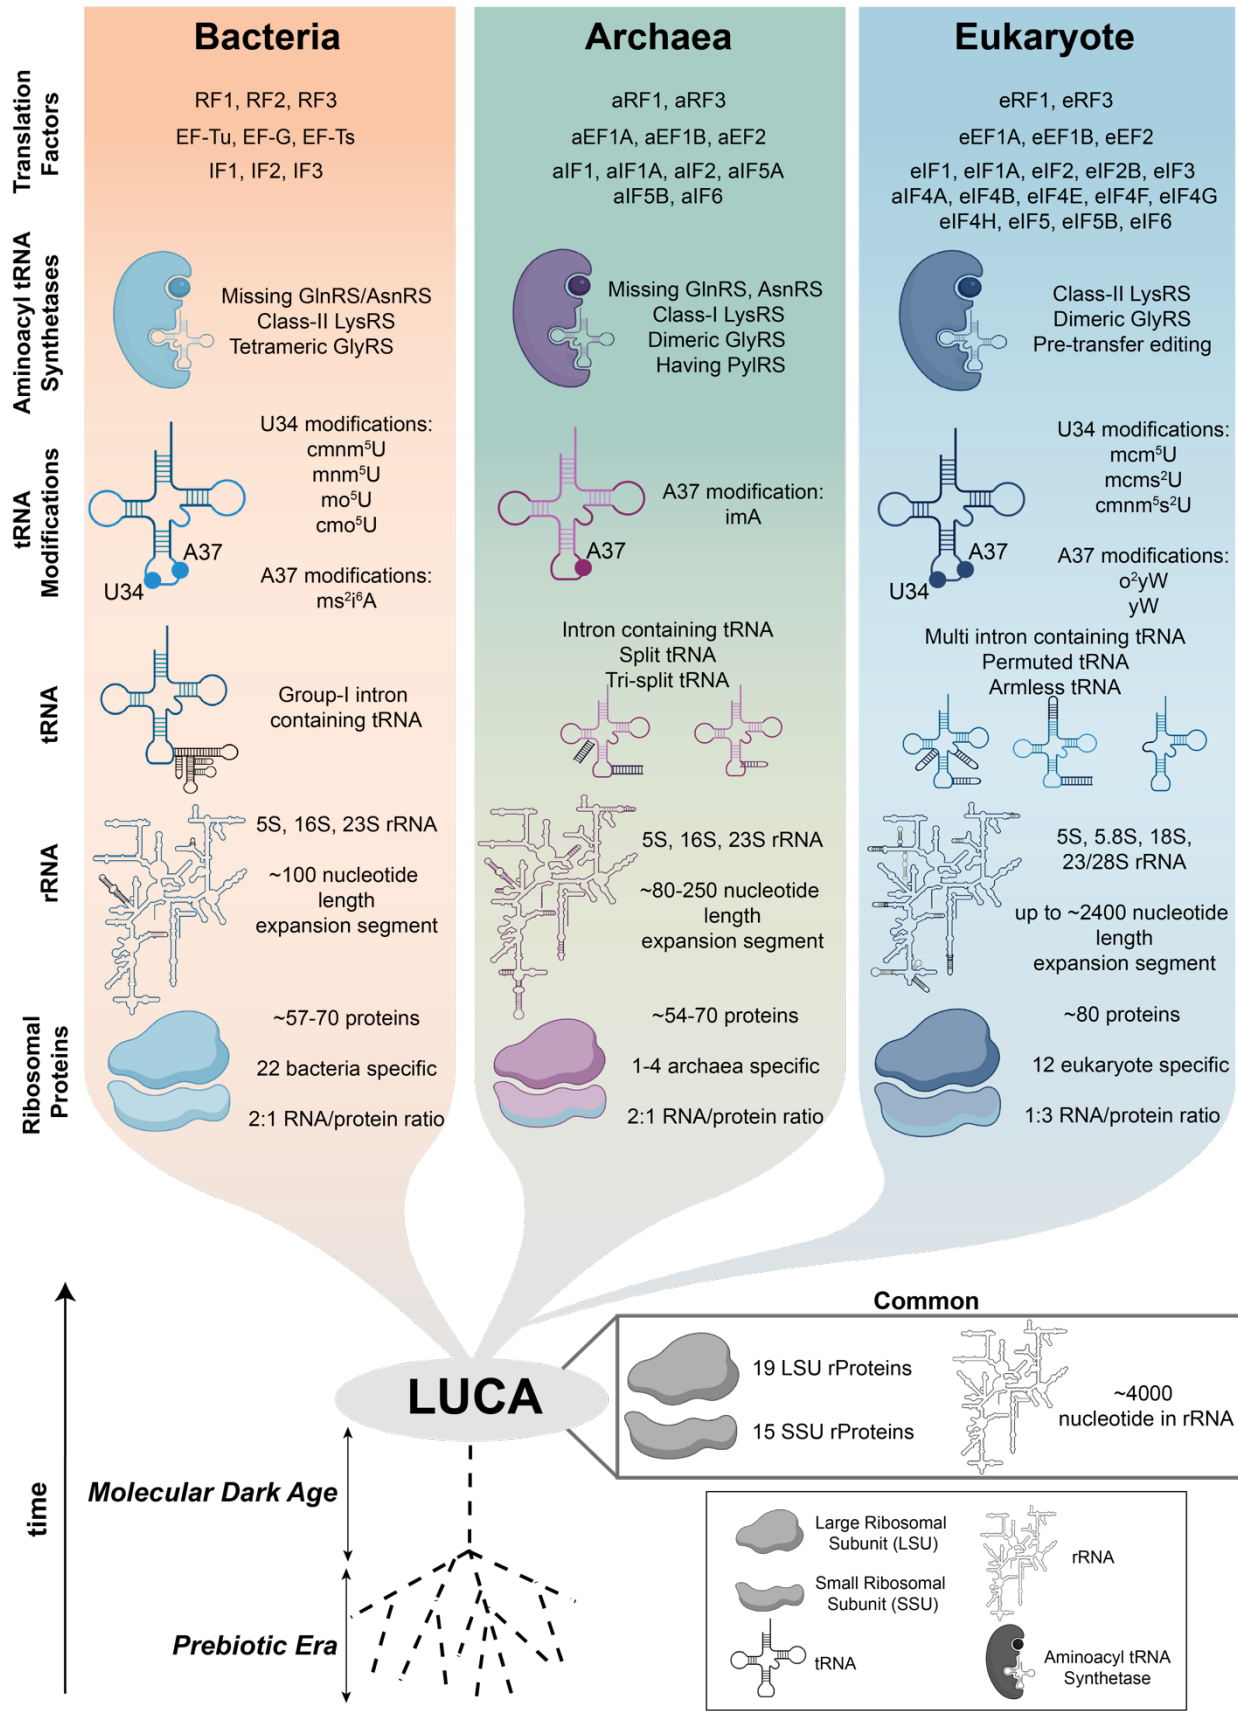 Bacteria
Archaea
Eukaryote
Translation
Factors
RF1, RF2, RF3
EF-Tu, EF-G, EF-Ts
IF1, IF2, IF3
aRF1, aRF3
aEF1A, aEF1B, aEF2
aIF1, aIF1A, aIF2, aIF5A
aIF5B, aIF6
eRF1, eRF3
eEF1A, eEF1B, eEF2
eIF1, eIF1A, eIF2, eIF2B, eIF3
aIF4A, eIF4B, eIF4E, eIF4F, eIF4G
eIF4H, eIF5, eIF5B, eIF6
Aminoacyl tRNA
Synthetases
Missing GlnRS/AsnRS
Class-II LysRS
Tetrameric GlyRS
Missing GlnRS, AsnRS
Class-I LysRS
Dimeric GlyRS
Having PylRS
Class-II LysRS
Dimeric GlyRS
Pre-transfer editing
tRNA
Modifications
U34 modifications:
cmnm⁵U
mnm⁵U
mo⁵U
cmo⁵U
A37
U34
A37 modifications:
ms²i⁶A
A37 modification:
imA
A37
U34 modifications:
mcm⁵U
mcms²U
cmnm⁵s²U
A37
U34
A37 modifications:
o²yW
yW
tRNA
Group-I intron
containing tRNA
Intron containing tRNA
Split tRNA
Tri-split tRNA
Multi intron containing tRNA
Permuted tRNA
Armless tRNA
rRNA
5S, 16S, 23S rRNA
~100 nucleotide
length
expansion segment
5S, 16S, 23S rRNA
~80-250 nucleotide
length
expansion segment
5S, 5.8S, 18S,
23/28S rRNA
up to ~2400 nucleotide
length
expansion segment
Ribosomal
Proteins
~57-70 proteins
22 bacteria specific
2:1 RNA/protein ratio
~54-70 proteins
1-4 archaea specific
2:1 RNA/protein ratio
~80 proteins
12 eukaryote specific
1:3 RNA/protein ratio
time
LUCA
Molecular Dark Age
Prebiotic Era
Common
19 LSU rProteins
15 SSU rProteins
~4000
nucleotide in rRNA
Large Ribosomal
Subunit (LSU)
Small Ribosomal
Subunit (SSU)
tRNA
rRNA
Aminoacyl tRNA
Synthetase